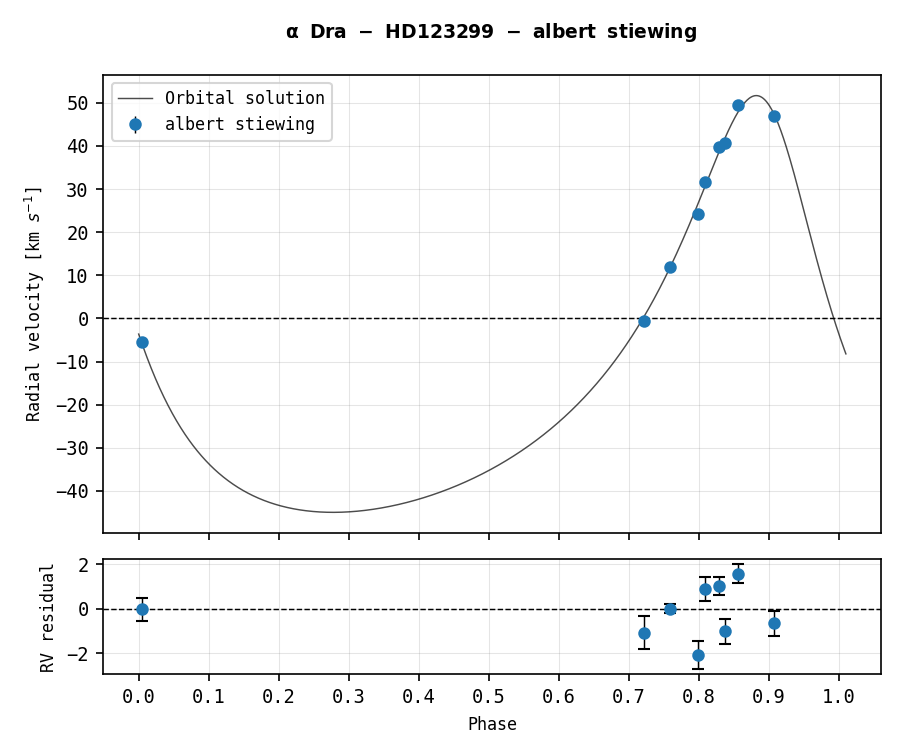 α Dra − HD123299 − albert stiewing
Orbital solution
albert stiewing
Radial velocity [km s⁻¹]
50
40
30
20
10
0
−10
−20
−30
−40
RV residual
2
0
−2
0.0 0.1 0.2 0.3 0.4 0.5 0.6 0.7 0.8 0.9 1.0
Phase